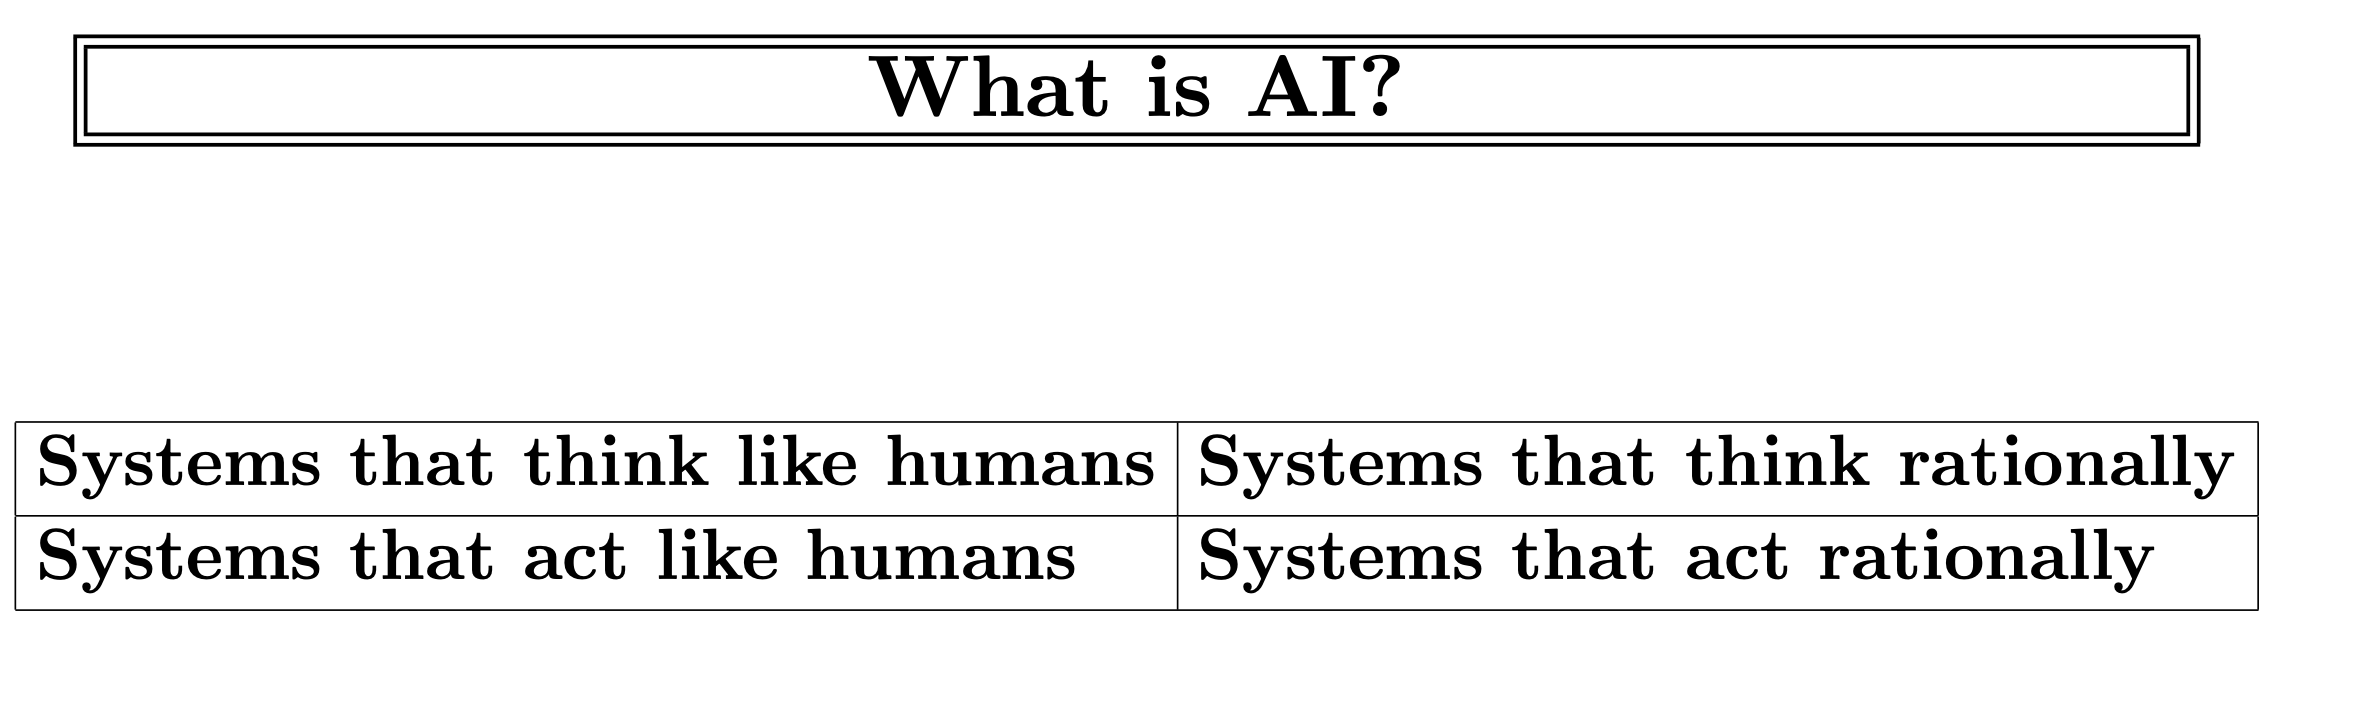 What is AI?
Systems that think like humans Systems that think rationally
Systems that act like humans Systems that act rationally